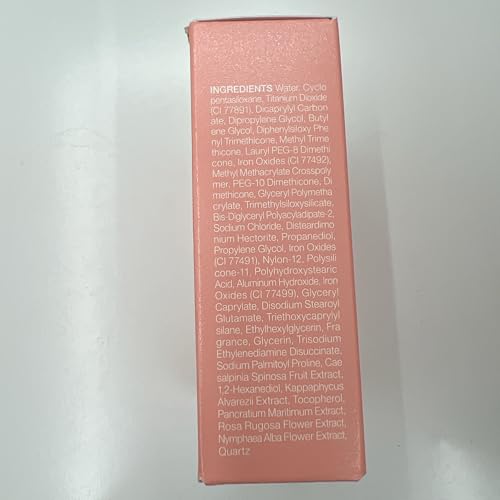 INGREDIENTS Water, Cyclo
pentasiloxane, Titanium Dioxide
(CI 77891), Dicaprylyl Carbon
ate, Dipropylene Glycol, Butyl
ene Glycol, Diphenylsiloxy Phe
nyl Trimethicone, Methyl Trime
thicone, Lauryl PEG-8 Dimethi
cone, Iron Oxides (CI 77492),
Methyl Methacrylate Crosspoly
mer, PEG-10 Dimethicone, Di
methicone, Glyceryl Polymetha
crylate, Trimethylsiloxysilicate,
Bis-Diglyceryl Polyacyladipate-2,
Sodium Chloride, Disteardimo
nium Hectorite, Propanediol,
Propylene Glycol, Iron Oxides
(CI 77491), Nylon-12, Polysili
cone-11, Polyhydroxystearic
Acid, Aluminum Hydroxide, Iron
Oxides (CI 77499), Glyceryl
Caprylate, Disodium Stearoyl
Glutamate, Triethoxycaprylyl
silane, Ethylhexylglycerin, Fra
grance, Glycerin, Trisodium
Ethylenediamine Disuccinate,
Sodium Palmitoyl Proline, Cae
salpinia Spinosa Fruit Extract,
1,2-Hexanediol, Kappaphycus
Alvarezii Extract, Tocopherol,
Pancratium Maritimum Extract,
Rosa Rugosa Flower Extract,
Nymphaea Alba Flower Extract,
Quartz